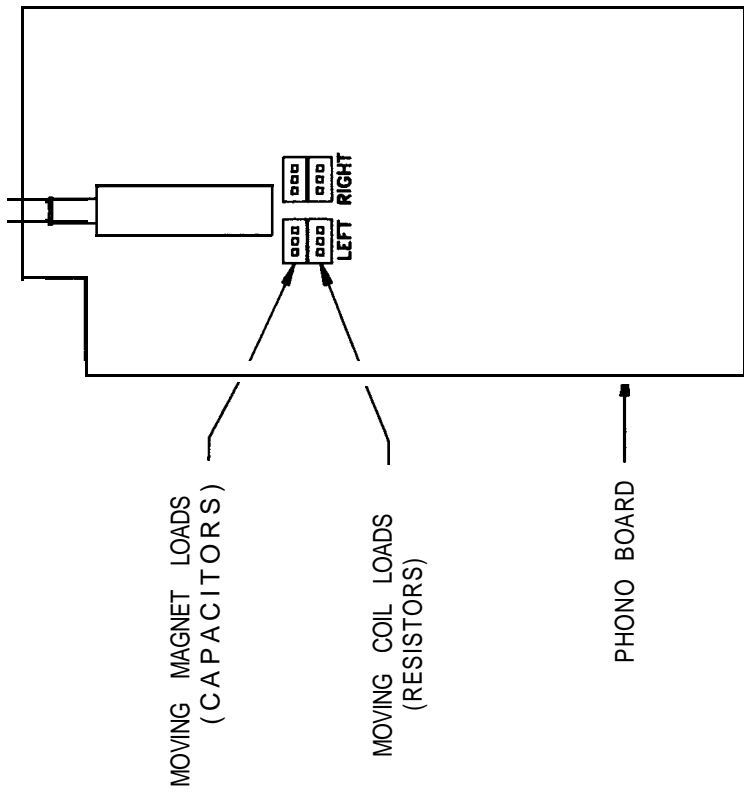 MOVING MAGNET LOADS
(CAPACITORS)
MOVING COIL LOADS
(RESISTORS)
PHONO BOARD
LEFT RIGHT